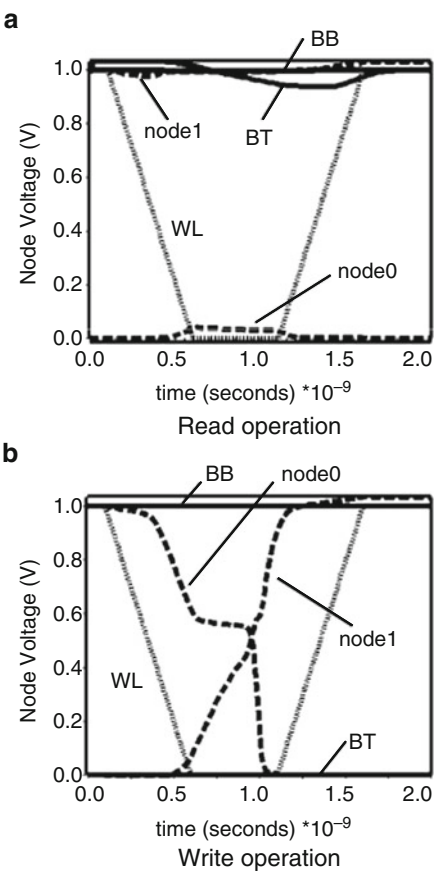 a
BB
1.0
node1
BT
0.8
Node Voltage (V)
0.6
WL
0.4
node0
0.2
0.0
0.0 0.5 1.0 1.5 2.0
time (seconds) *10⁻⁹
Read operation
b
BB node0
1.0
0.8
Node Voltage (V)
0.6
node1
0.4
WL
0.2
BT
0.0
0.0 0.5 1.0 1.5 2.0
time (seconds) *10⁻⁹
Write operation